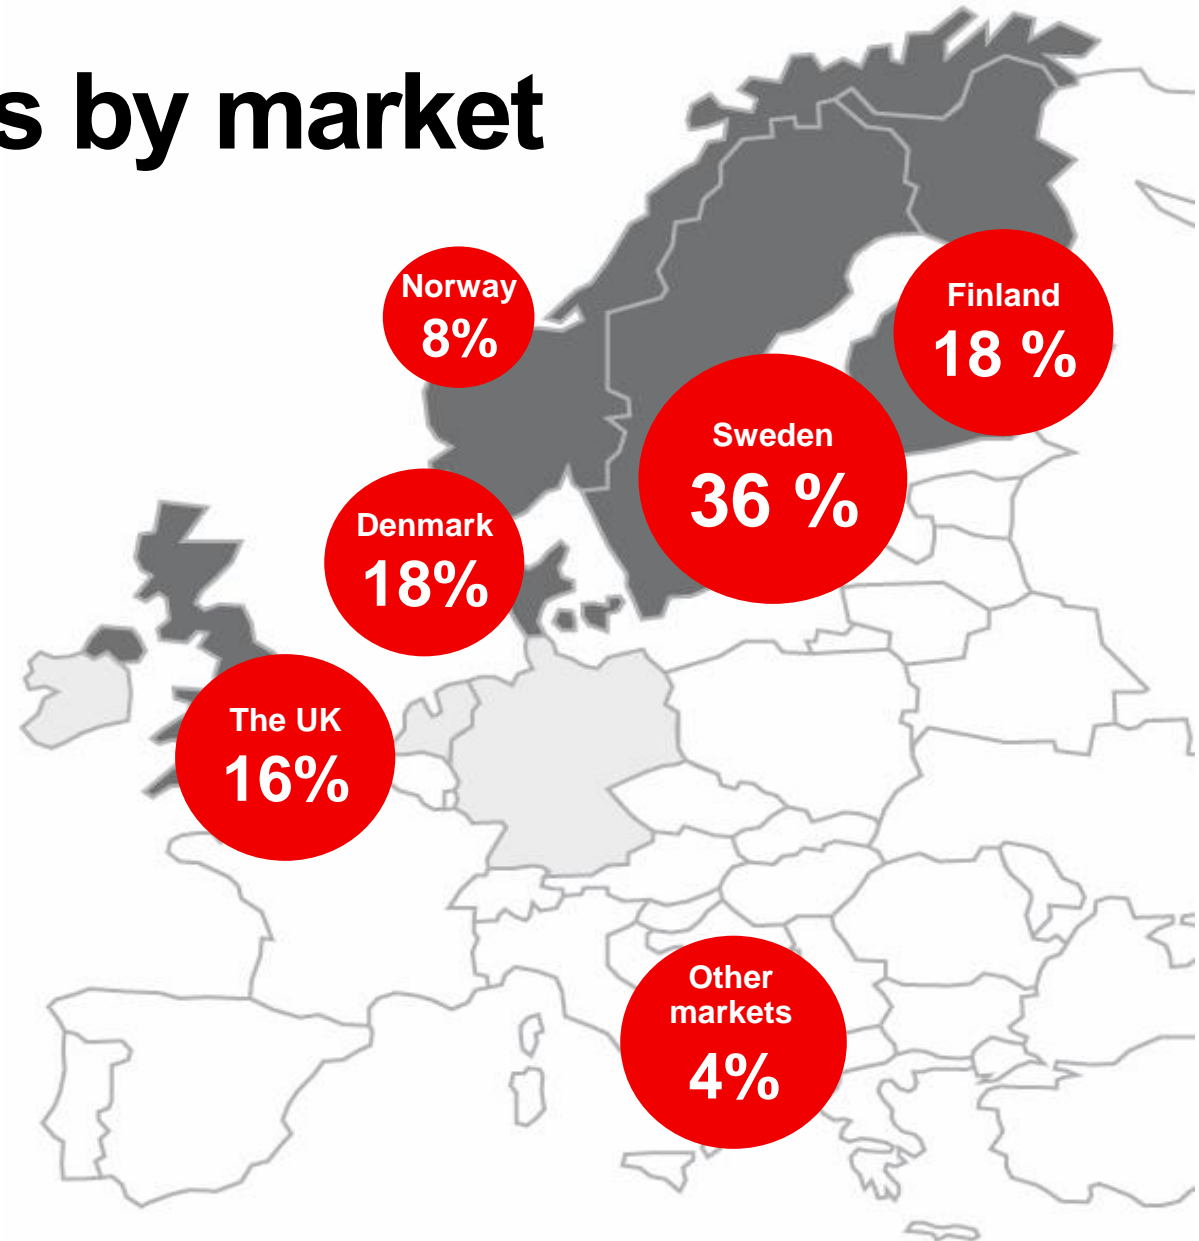 s by market
Norway
8%
Finland
18 %
Sweden
36 %
Denmark
18%
The UK
16%
Other
markets
4%